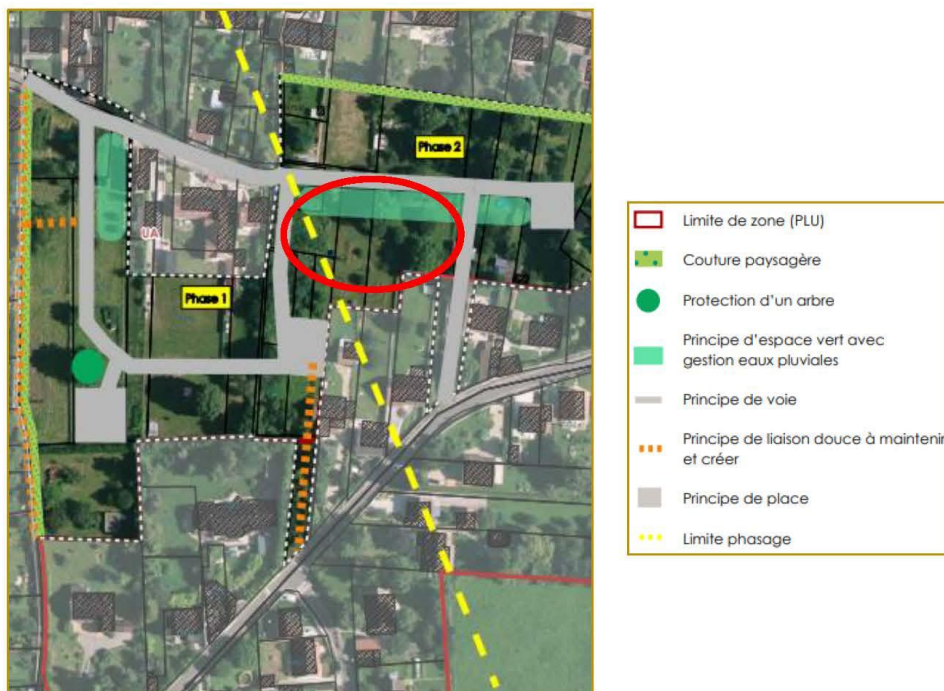 Phase 2
UA
Phase 1
Limite de zone (PLU)
Couture paysagère
Protection d'un arbre
Principe d'espace vert avec
gestion eaux pluviales
Principe de voie
Principe de liaison douce à maintenir
et créer
Principe de place
Limite phasage